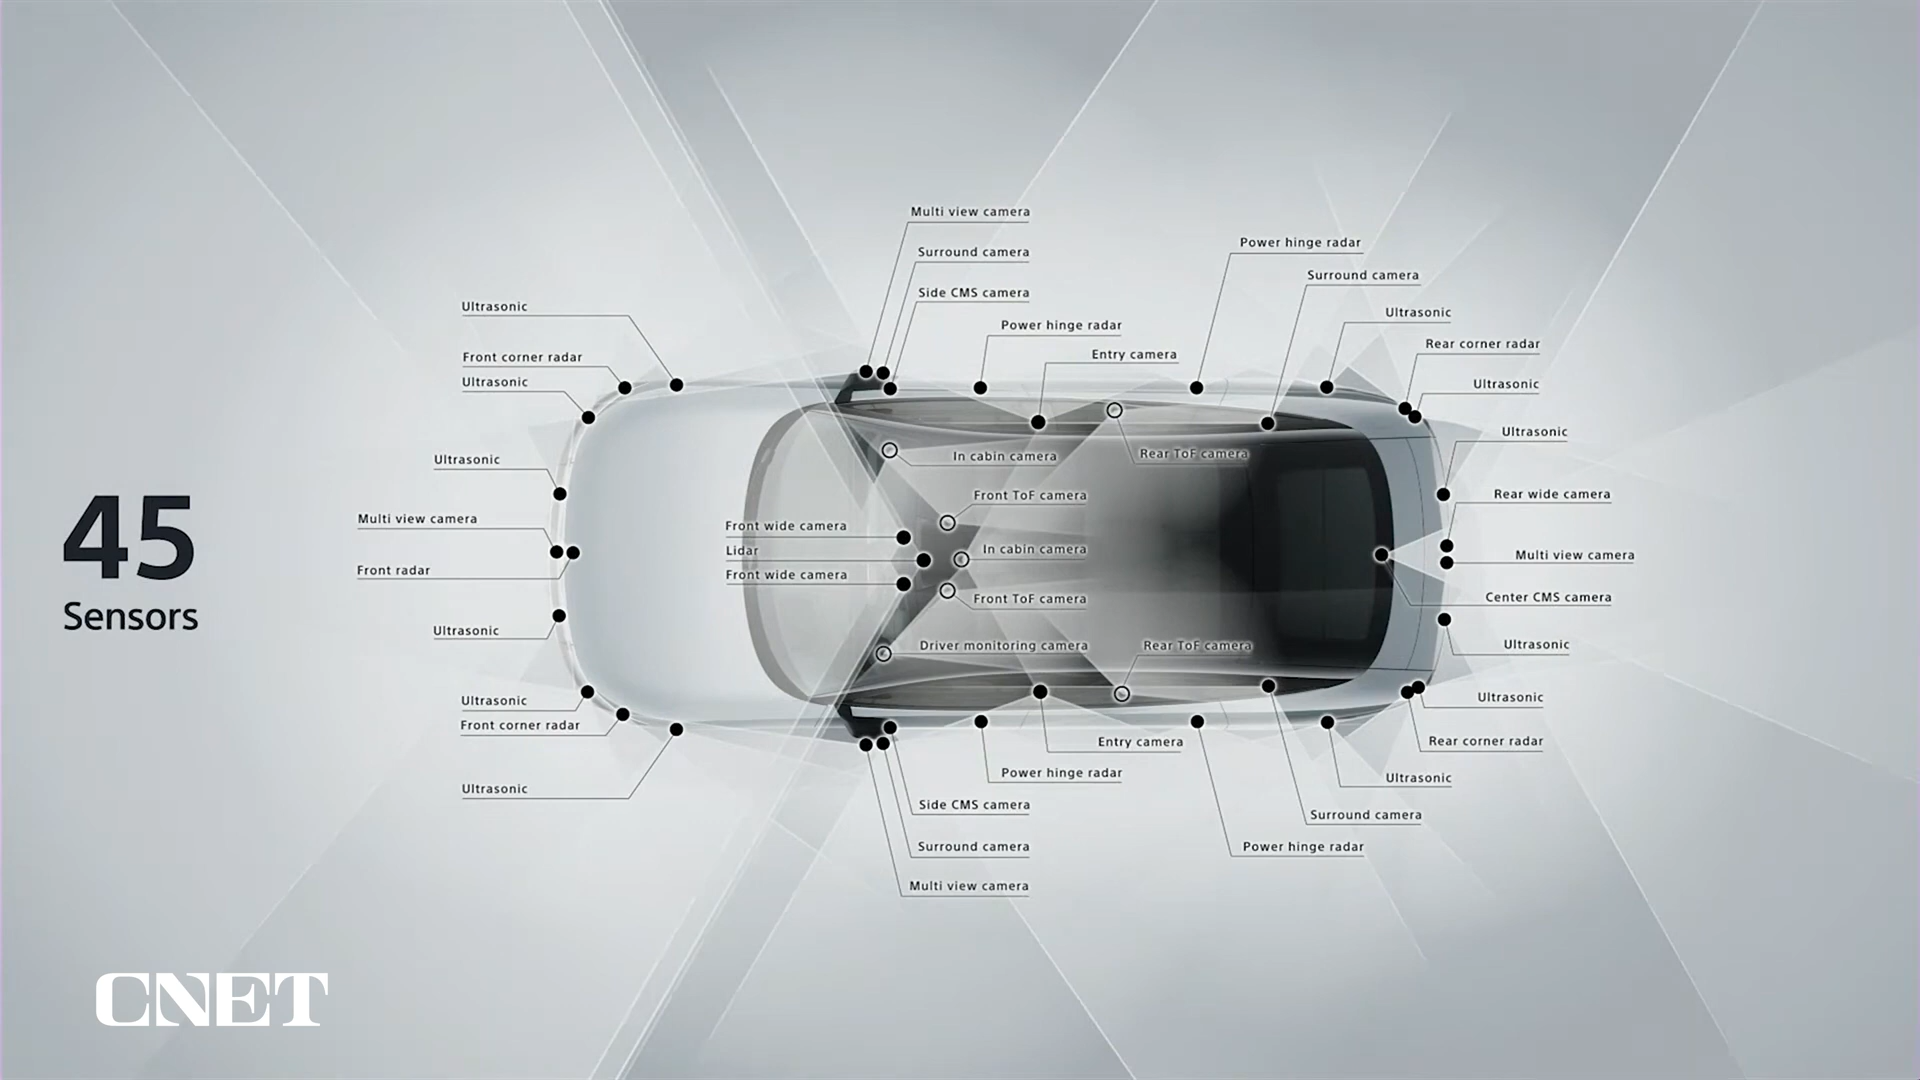 Multi view camera
Surround camera
Side CMS camera
Power hinge radar
Entry camera
Power hinge radar
Surround camera
Ultrasonic
Rear corner radar
Ultrasonic
Ultrasonic
Rear wide camera
Multi view camera
Center CMS camera
Ultrasonic
Ultrasonic
Rear corner radar
Ultrasonic
Surround camera
Power hinge radar
Ultrasonic
Front corner radar
Ultrasonic
Ultrasonic
Multi view camera
Front radar
Ultrasonic
Ultrasonic
Front corner radar
Ultrasonic
In cabin camera
Rear ToF camera
Front ToF camera
Front wide camera
Lidar
In cabin camera
Front wide camera
Front ToF camera
Driver monitoring camera
Rear ToF camera
Entry camera
Power hinge radar
Side CMS camera
Surround camera
Multi view camera
45
Sensors
CNET